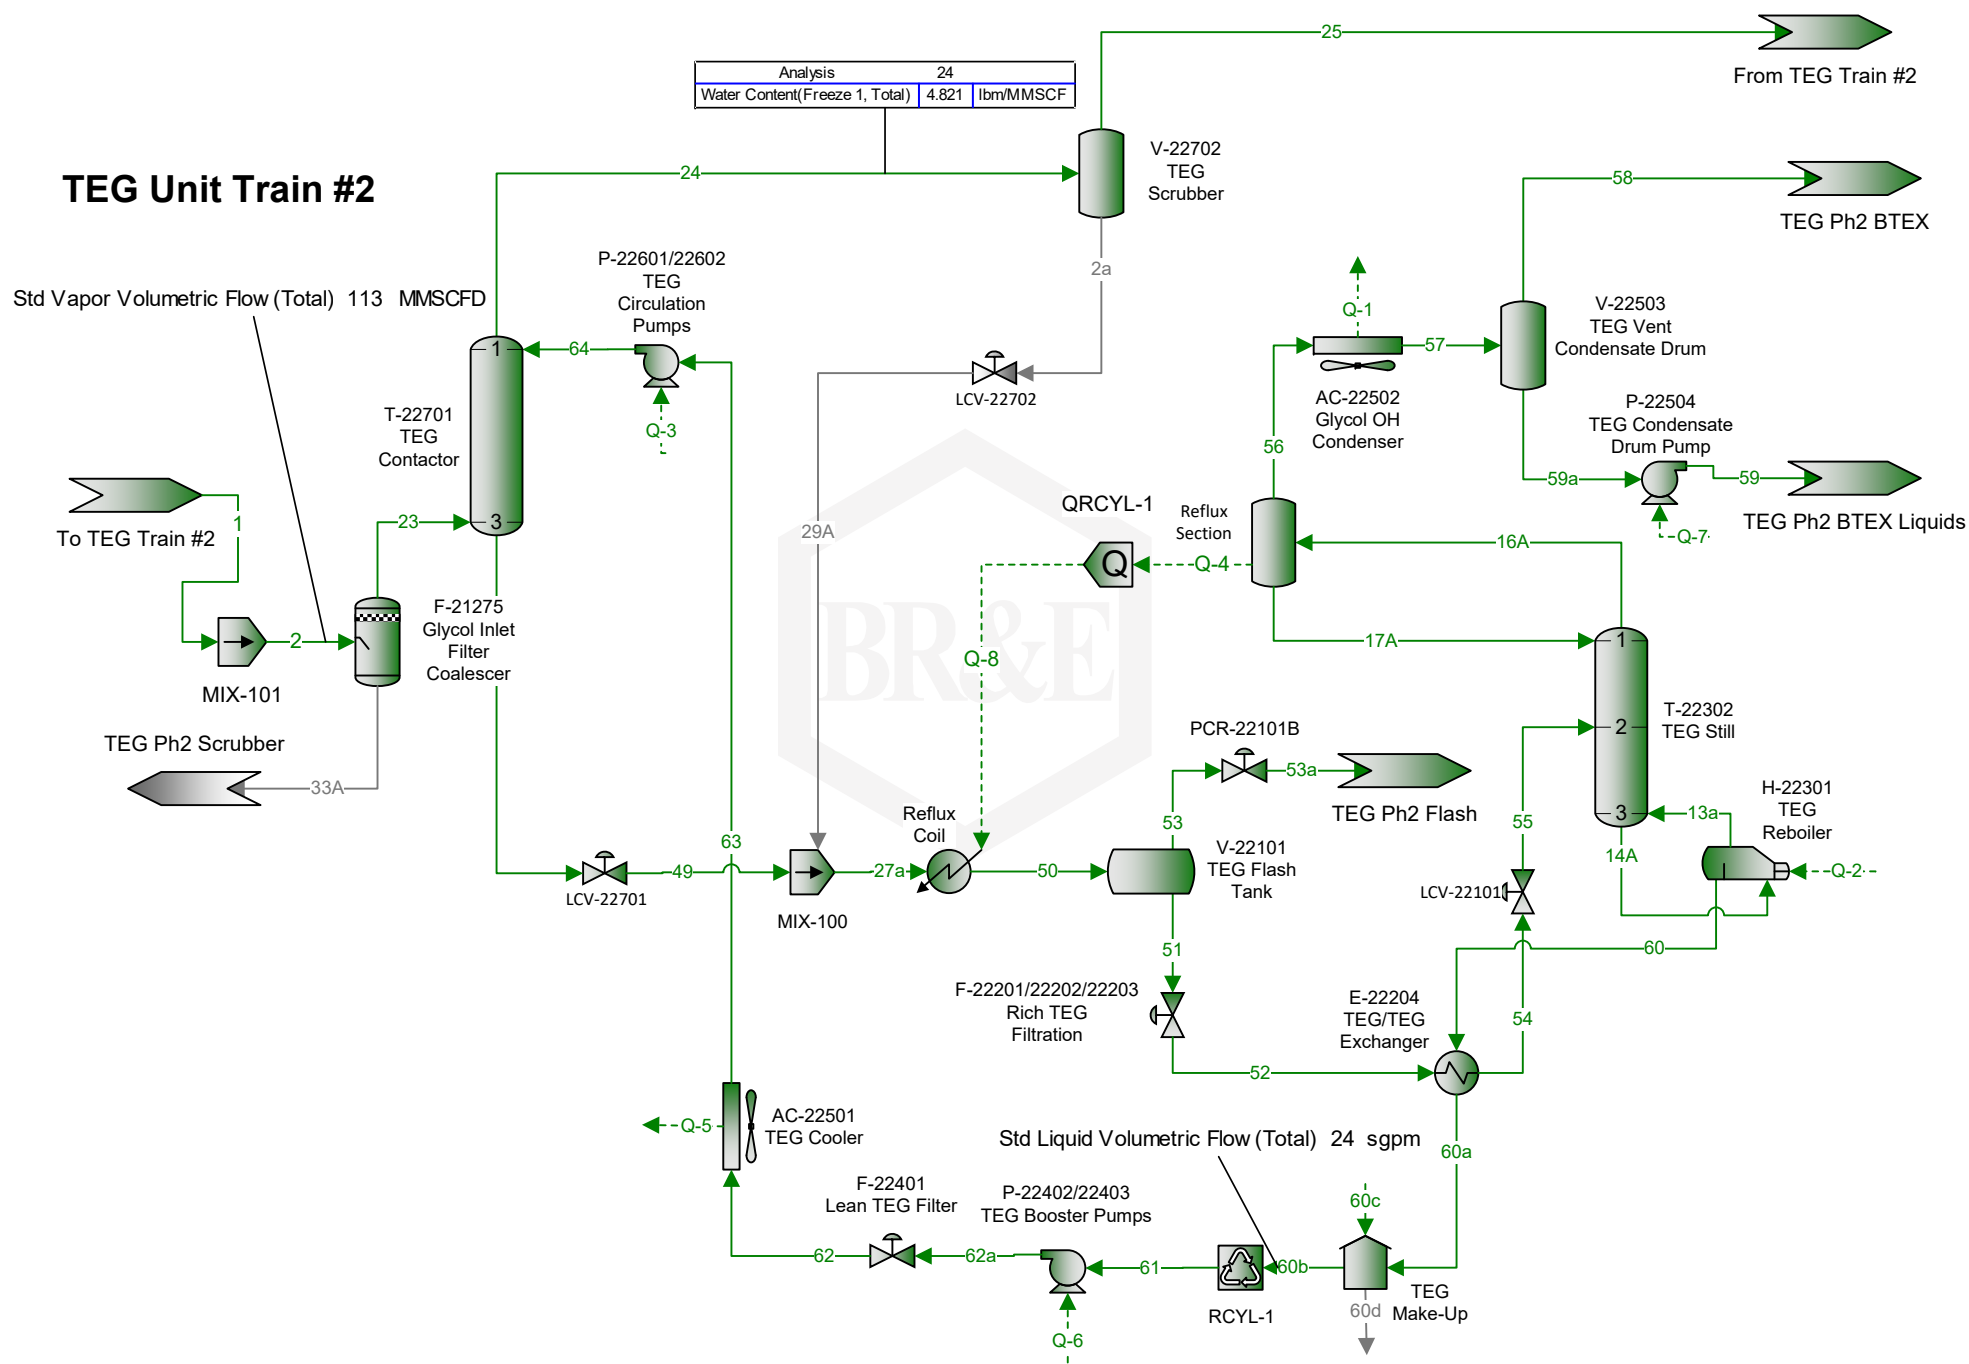 25
From TEG Train #2
Analysis 24
Water Content(Freeze 1, Total) 4.821 lbm/MMSCF
TEG Unit Train #2
24
V-22702
TEG
Scrubber
58
TEG Ph2 BTEX
P-22601/22602
TEG
Circulation
Pumps
2a
Std Vapor Volumetric Flow (Total) 113 MMSCFD
Q-1
V-22503
TEG Vent
Condensate Drum
1
64
57
LCV-22702
AC-22502
Glycol OH
Condenser
P-22504
TEG Condensate
Drum Pump
T-22701
TEG
Contactor
Q-3
56
59a
59
QRCYL-1
Reflux
Section
TEG Ph2 BTEX Liquids
1
To TEG Train #2
23
3
29A
16A
Q-7
Q
Q-4
F-21275
Glycol Inlet
Filter
Coalescer
BR&E
2
MIX-101
Q-8
17A
1
T-22302
TEG Still
2
PCR-22101B
53a
TEG Ph2 Scrubber
33A
TEG Ph2 Flash
H-22301
TEG
Reboiler
Reflux
Coil
53
55
3
13a
63
14A
V-22101
TEG Flash
Tank
49
27a
50
Q-2
LCV-22701
MIX-100
LCV-22101
51
60
F-22201/22202/22203
Rich TEG
Filtration
E-22204
TEG/TEG
Exchanger
54
52
AC-22501
TEG Cooler
Q-5
Std Liquid Volumetric Flow (Total) 24 sgpm
60a
F-22401
Lean TEG Filter
P-22402/22403
TEG Booster Pumps
60c
62
62a
61
60b
RCYL-1
TEG
Make-Up
60d
Q-6